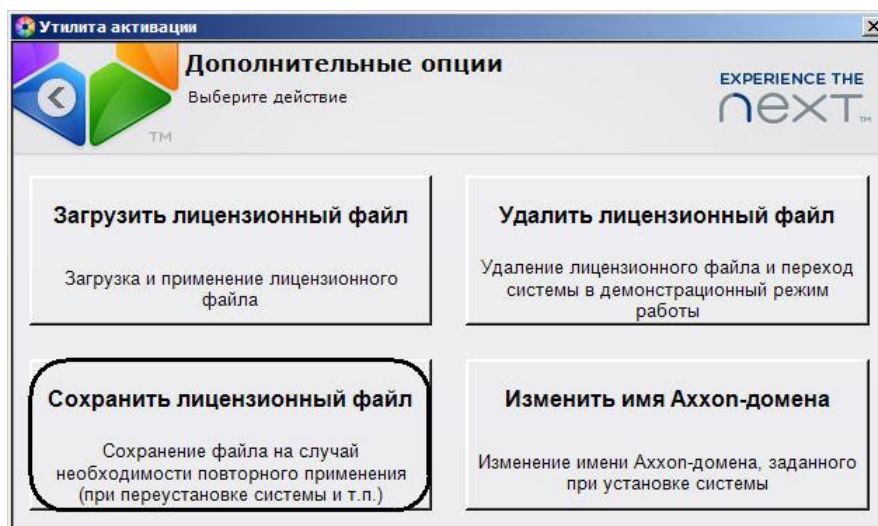 Утилита активации
Дополнительные опции
Выберите действие
EXPERIENCE THE
next™
TM
Загрузить лицензионный файл
Загрузка и применение лицензионного
файла
Удалить лицензионный файл
Удаление лицензионного файла и переход
системы в демонстрационный режим
работы
Сохранить лицензионный файл
Сохранение файла на случай
необходимости повторного применения
(при переустановке системы и т.п.)
Изменить имя Axxon-домена
Изменение имени Axxon-домена, заданного
при установке системы